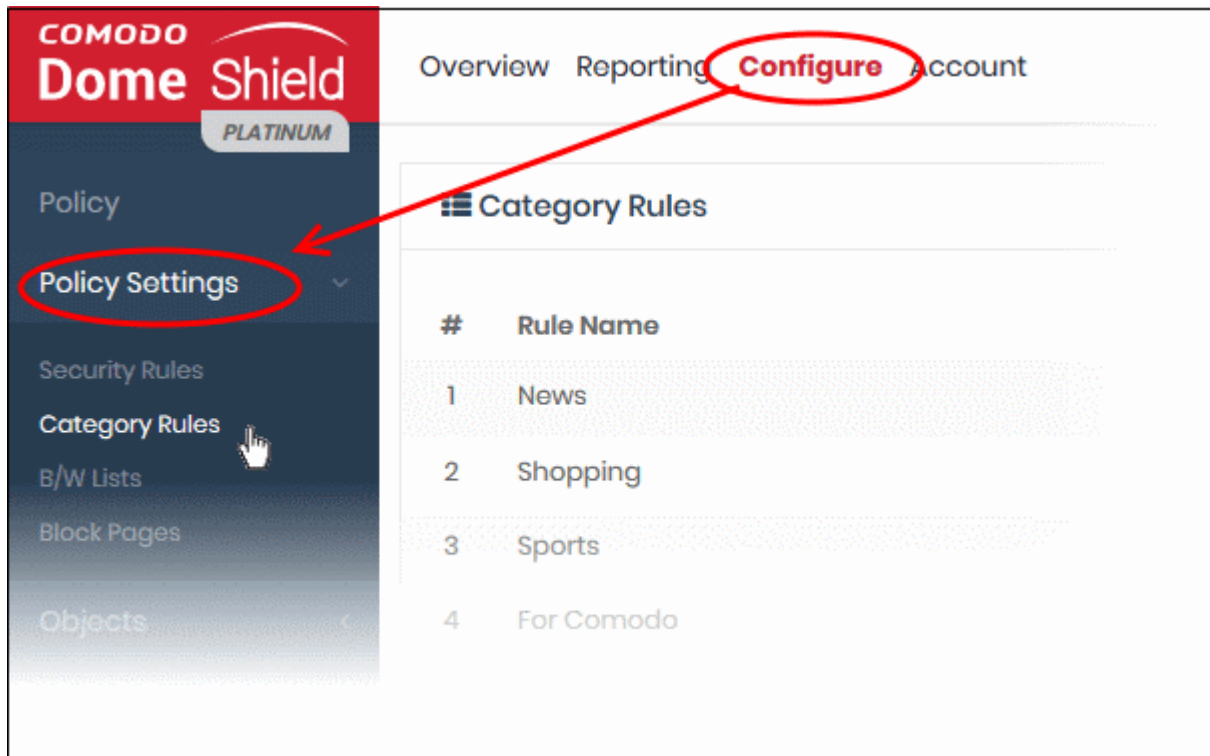 COMODO
Dome Shield
PLATINUM
Overview Reporting Configure Account
Policy
Policy Settings
Security Rules
Category Rules
B/W Lists
Block Pages
Objects
Category Rules
# Rule Name
1 News
2 Shopping
3 Sports
4 For Comodo